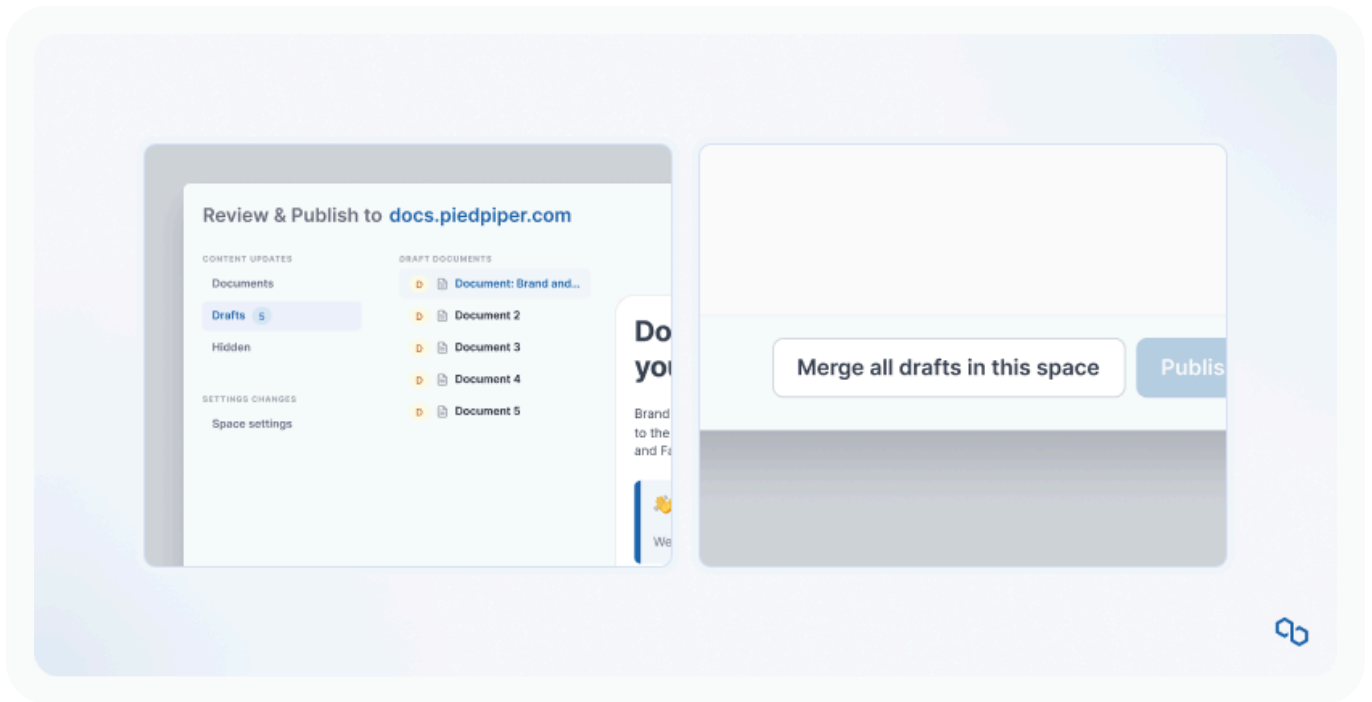 Review & Publish to docs.piedpiper.com
CONTENT UPDATES
Documents
Drafts 5
Hidden
SETTINGS CHANGES
Space settings
DRAFT DOCUMENTS
D Document: Brand and...
D Document 2
D Document 3
D Document 4
D Document 5
Do
you
Brand
to the
and Fa
We
Merge all drafts in this space
Publis